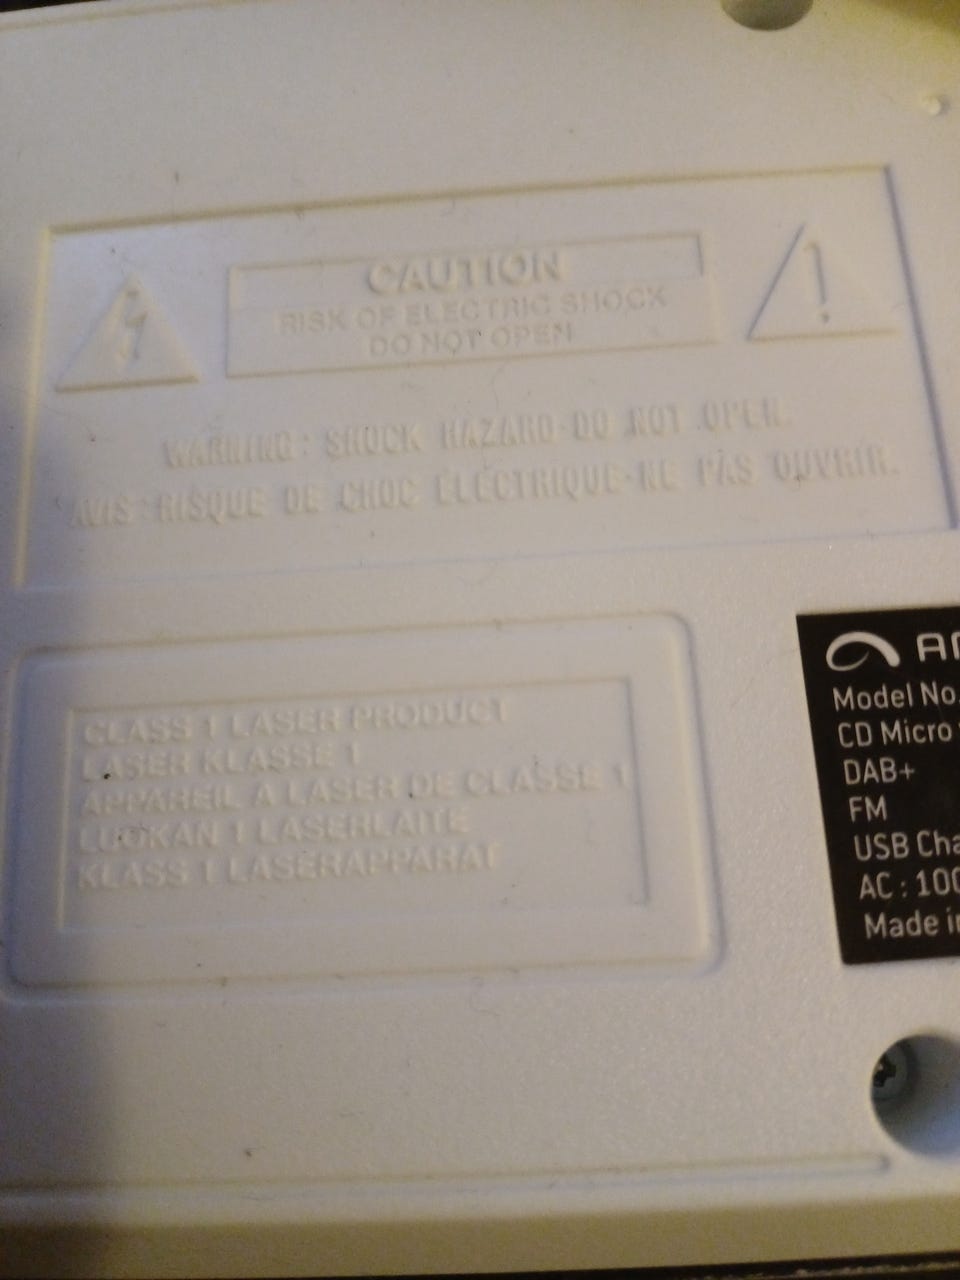 CAUTION
RISK OF ELECTRIC SHOCK
DO NOT OPEN
WARNING: SHOCK HAZARD-DO NOT OPEN.
AVIS: RISQUE DE CHOC ÉLECTRIQUE-NE PAS OUVRIR.
CLASS 1 LASER PRODUCT
LASER KLASSE 1
APPAREIL A LASER DE CLASSE 1
LUOKAN 1 LASERLAITE
KLASS 1 LASERAPPARAT
Model No.
CD Micro
DAB+
FM
USB Cha
AC : 100
Made in